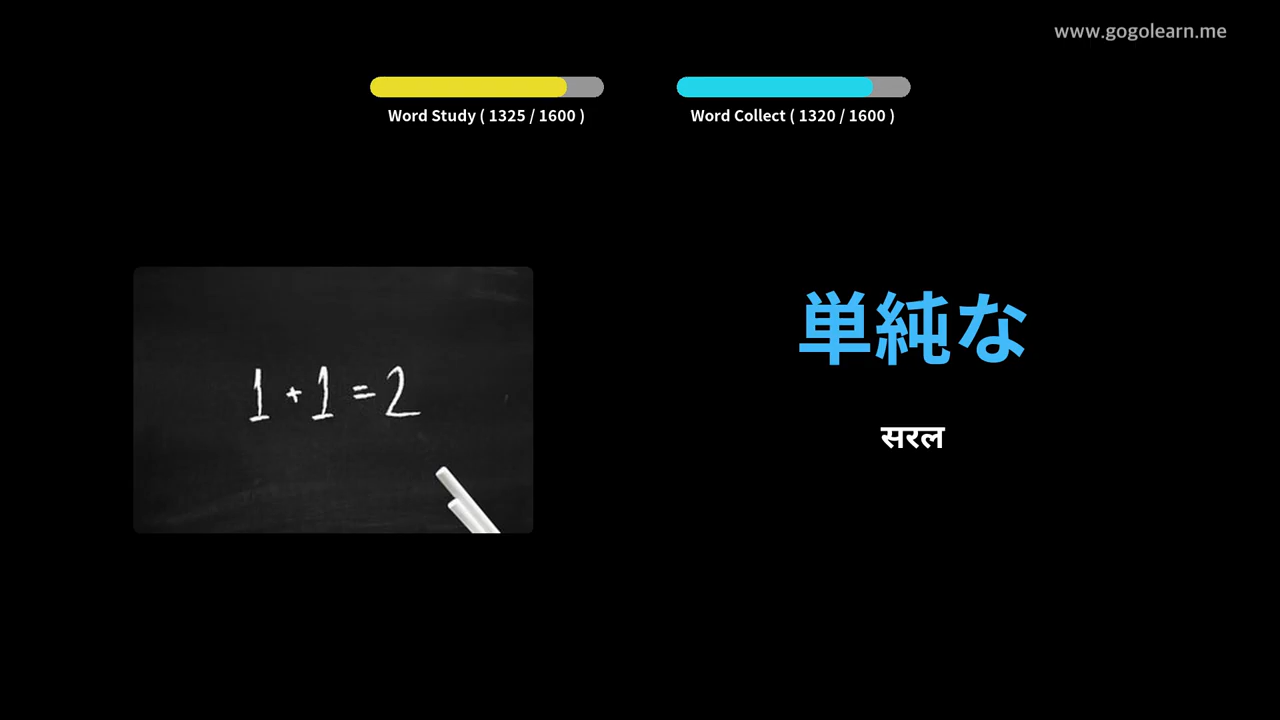 www.gogolearn.me
Word Study ( 1325 / 1600 )
Word Collect ( 1320 / 1600 )
1 + 1 = 2
単純な
सरल